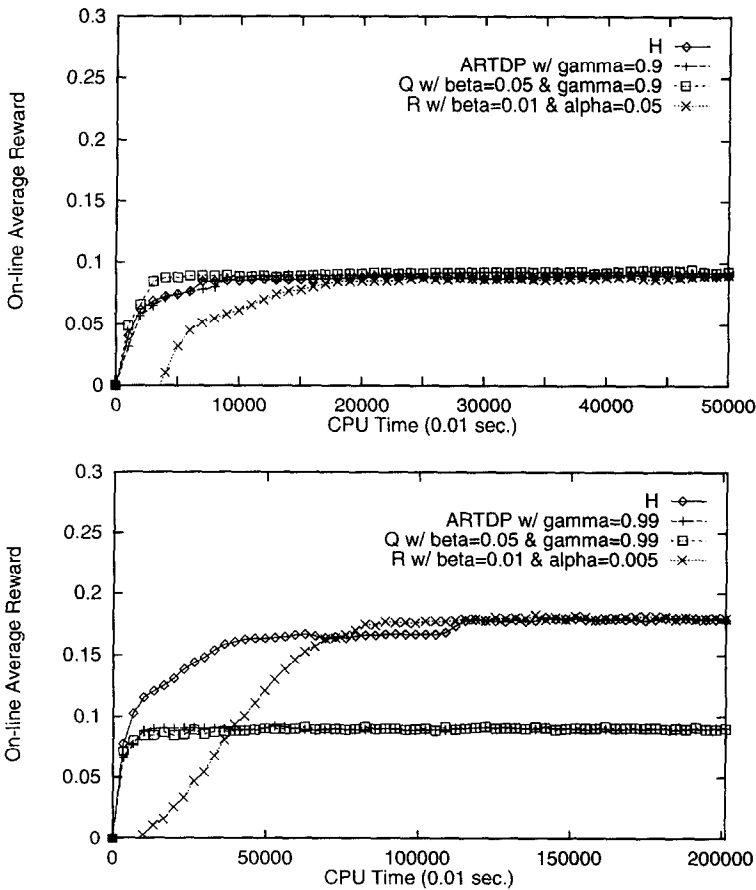 0.3
H
ARTDP w/ gamma=0.9
Q w/ beta=0.05 & gamma=0.9
R w/ beta=0.01 & alpha=0.05
0.25
0.2
0.15
0.1
0.05
0
On-line Average Reward
0 10000 20000 30000 40000 50000
CPU Time (0.01 sec.)
0.3
H
ARTDP w/ gamma=0.99
Q w/ beta=0.05 & gamma=0.99
R w/ beta=0.01 & alpha=0.005
0.25
0.2
0.15
0.1
0.05
0
On-line Average Reward
0 50000 100000 150000 200000
CPU Time (0.01 sec.)